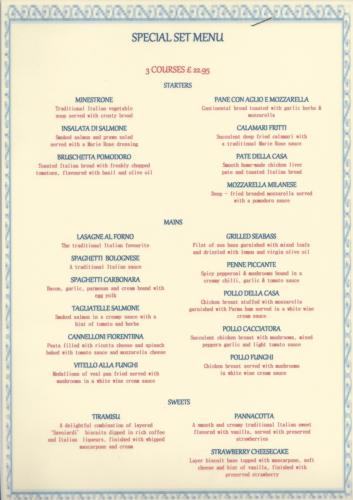 SPECIAL SET MENU
3 COURSES £ 22.95
STARTERS
MINESTRONE
Traditional Italian vegetable
soup served with crusty bread
INSALATA DI SALMONE
Smoked salmon and prawn salad
served with a Marie Rose dressing
BRUSCHETTA POMODORO
Toasted Italian bread with freshly chopped
tomatoes, flavoured with basil and olive oil
PANE CON AGLIO E MOZZARELLA
Continental bread toasted with garlic herbs &
mozzarella
CALAMARI FRITTI
Succulent deep fried calamari with
a traditional Marie Rose sauce
PATE DELLA CASA
Smooth home-made chicken liver
pate and toasted Italian bread
MOZZARELLA MILANESE
Deep - fried breaded mozzarella served
with a pomodoro sauce
MAINS
LASAGNE AL FORNO
The traditional Italian favourite
SPAGHETTI BOLOGNESE
A traditional Italian sauce
SPAGHETTI CARBONARA
Bacon, garlic, parmesan and cream bound with
egg yolk
TAGLIATELLE SALMONE
Smoked salmon in a creamy sauce with a
hint of tomato and herbs
CANNELLONI FIORENTINA
Pasta filled with ricotta cheese and spinach
baked with tomato sauce and mozzarella cheese
VITELLO ALLA FUNGHI
Medallions of veal pan fried served with
mushrooms in a white wine cream sauce
GRILLED SEABASS
Filet of sea bass garnished with mixed leafs
and drizzled with lemon and virgin olive oil
PENNE PICCANTE
Spicy pepperoni & mushrooms bound in a
creamy chilli, garlic & tomato sauce
POLLO DELLA CASA
Chicken breast stuffed with mozzarella
garnished with Parma ham served in a white wine
cream sauce
POLLO CACCIATORA
Succulent chicken breast with mushrooms, mixed
peppers garlic and light tomato sauce
POLLO FUNGHI
Chicken breast served with mushrooms
in white wine cream sauce
SWEETS
TIRAMISU
A delightful combination of layered
"Savoiardi" biscuits dipped in rich coffee
and Italian liqueurs, finished with whipped
mascarpone and cream
PANNACOTTA
A smooth and creamy traditional Italian sweet
flavoured with vanilla, served with preserved
strawberries
STRAWBERRY CHEESECAKE
Layer biscuit base topped with mascarpone, soft
cheese and hint of vanilla, finished with
preserved strawberry